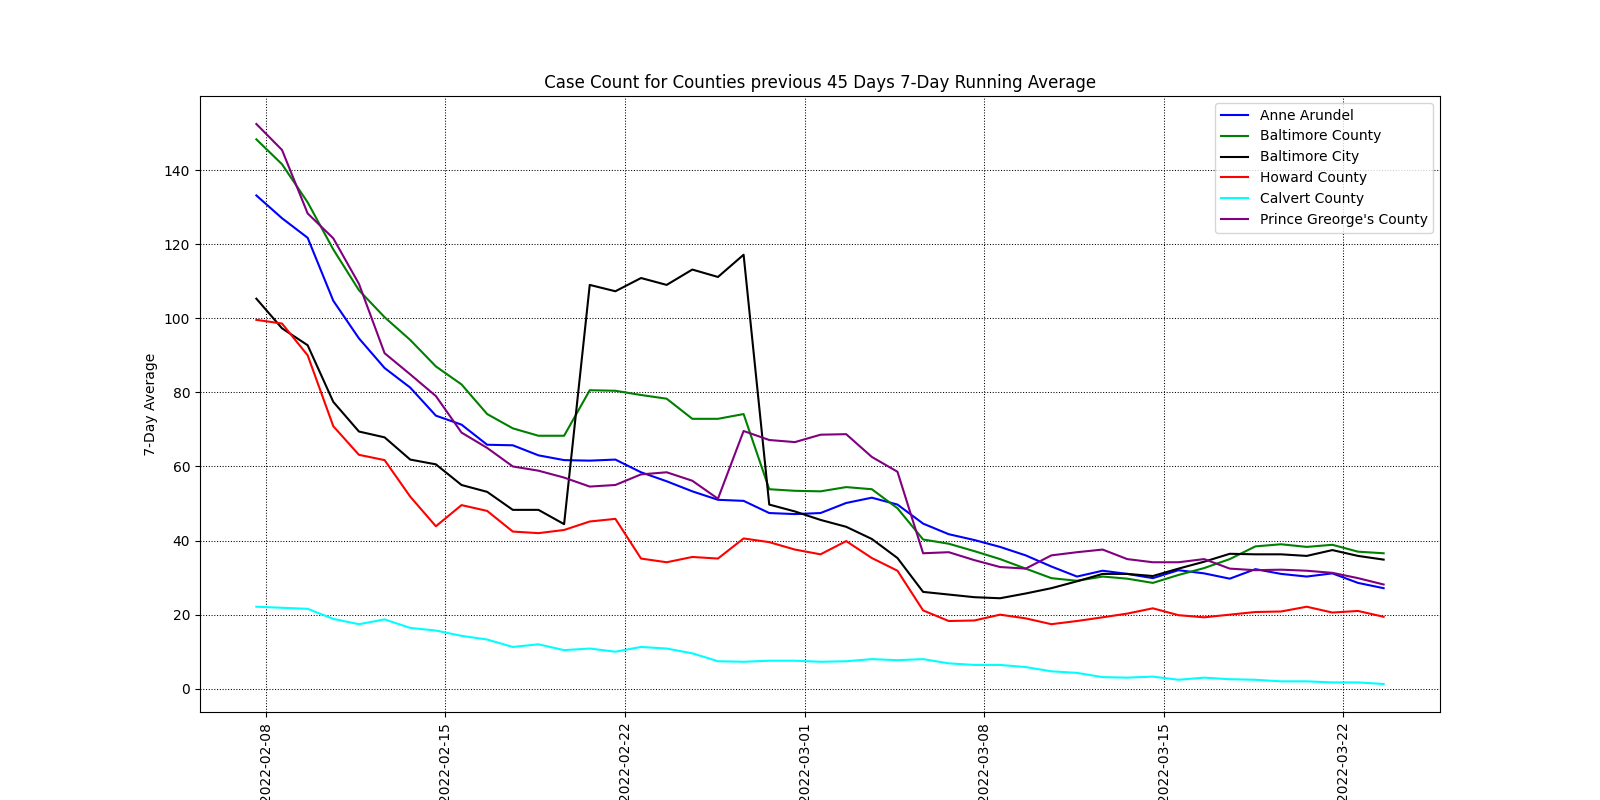 Case Count for Counties previous 45 Days 7-Day Running Average
Anne Arundel
Baltimore County
Baltimore City
Howard County
Calvert County
Prince Greorge's County
7-Day Average
140
120
100
80
60
40
20
0
2022-02-08
2022-02-15
2022-02-22
2022-03-01
2022-03-08
2022-03-15
2022-03-22